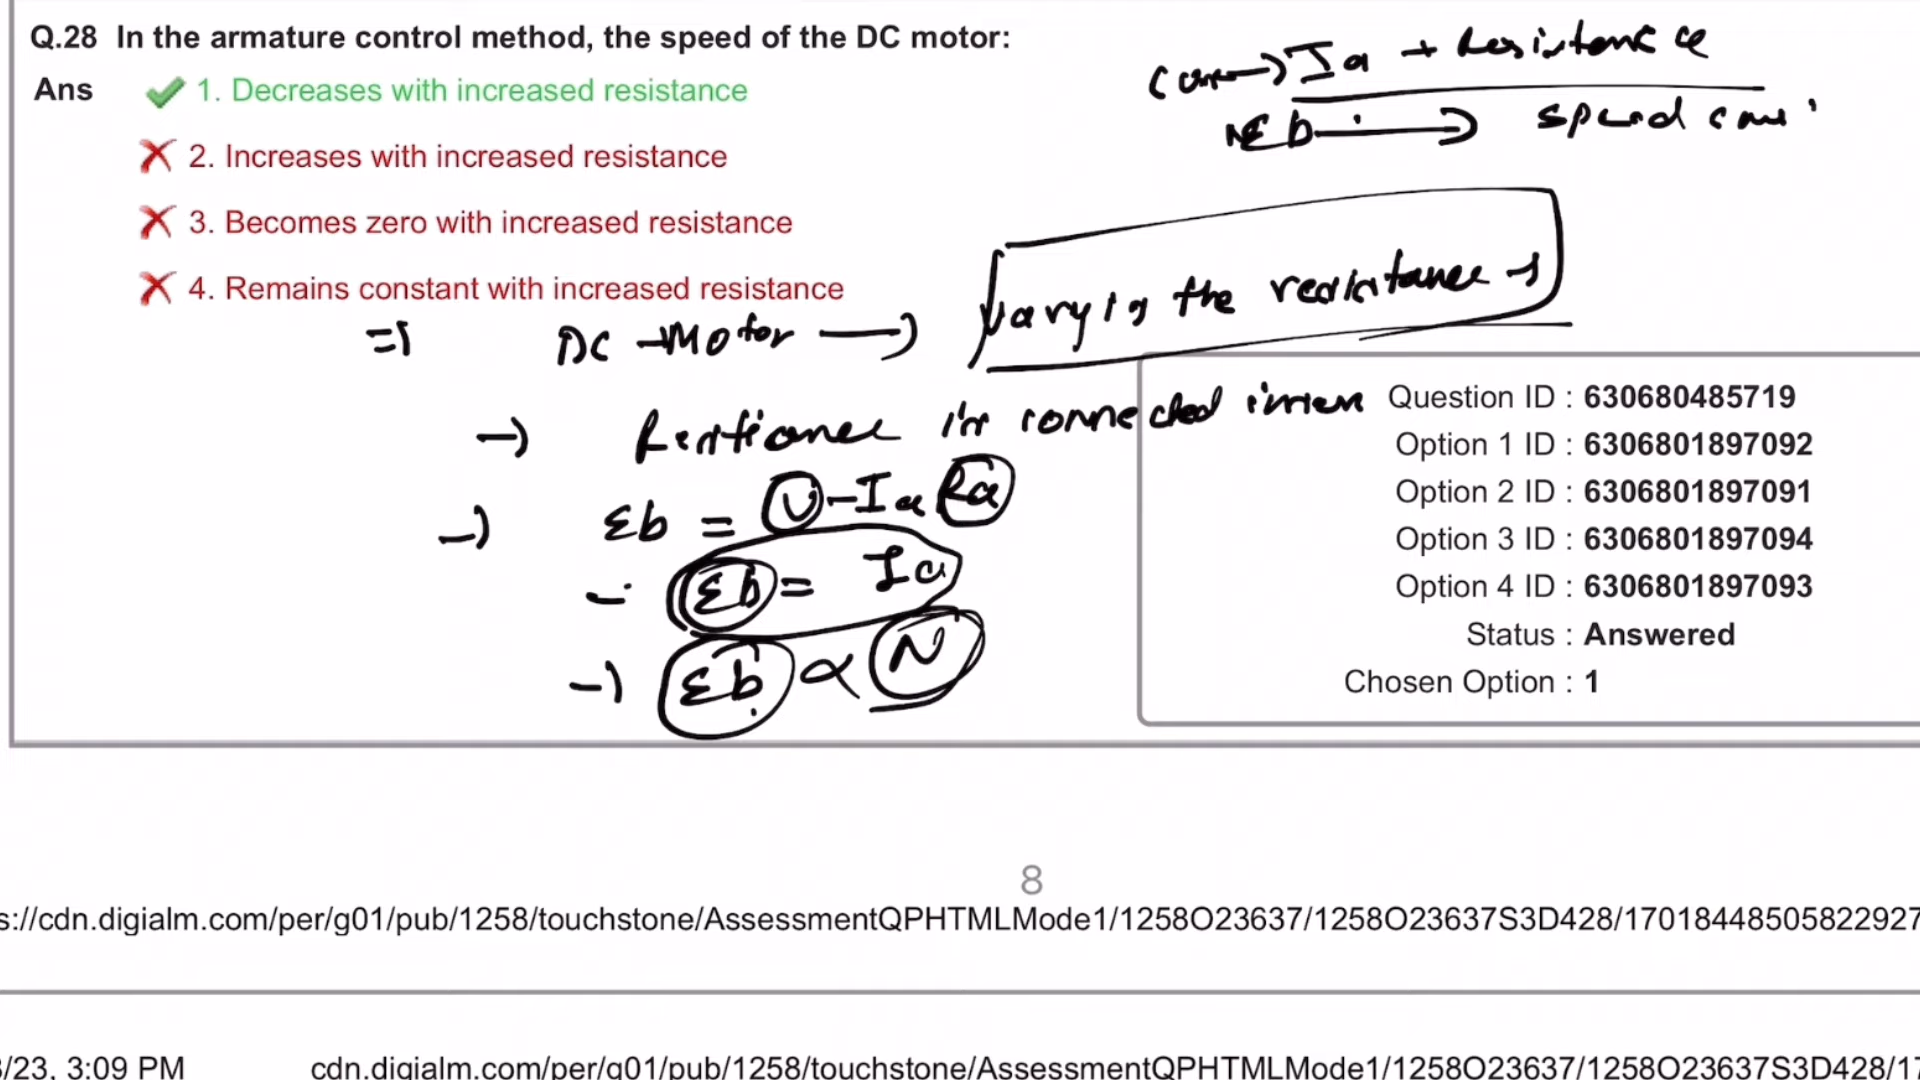 Q.28 In the armature control method, the speed of the DC motor:
Ans 1. Decreases with increased resistance
2. Increases with increased resistance
3. Becomes zero with increased resistance
4. Remains constant with increased resistance
Ia → Resistance
Eb → speed
DC Motor → varying the resistance
connected
Eb = V - Ia Ra
Eb = Ia
Eb ∝ N
Question ID : 630680485719
Option 1 ID : 6306801897092
Option 2 ID : 6306801897091
Option 3 ID : 6306801897094
Option 4 ID : 6306801897093
Status : Answered
Chosen Option : 1
8
s://cdn.digialm.com/per/g01/pub/1258/touchstone/AssessmentQPHTMLMode1/1258O23637/1258O23637S3D428/17018448505822927
/23, 3:09 PM cdn.digialm.com/per/g01/pub/1258/touchstone/AssessmentQPHTMLMode1/1258O23637/1258O23637S3D428/17